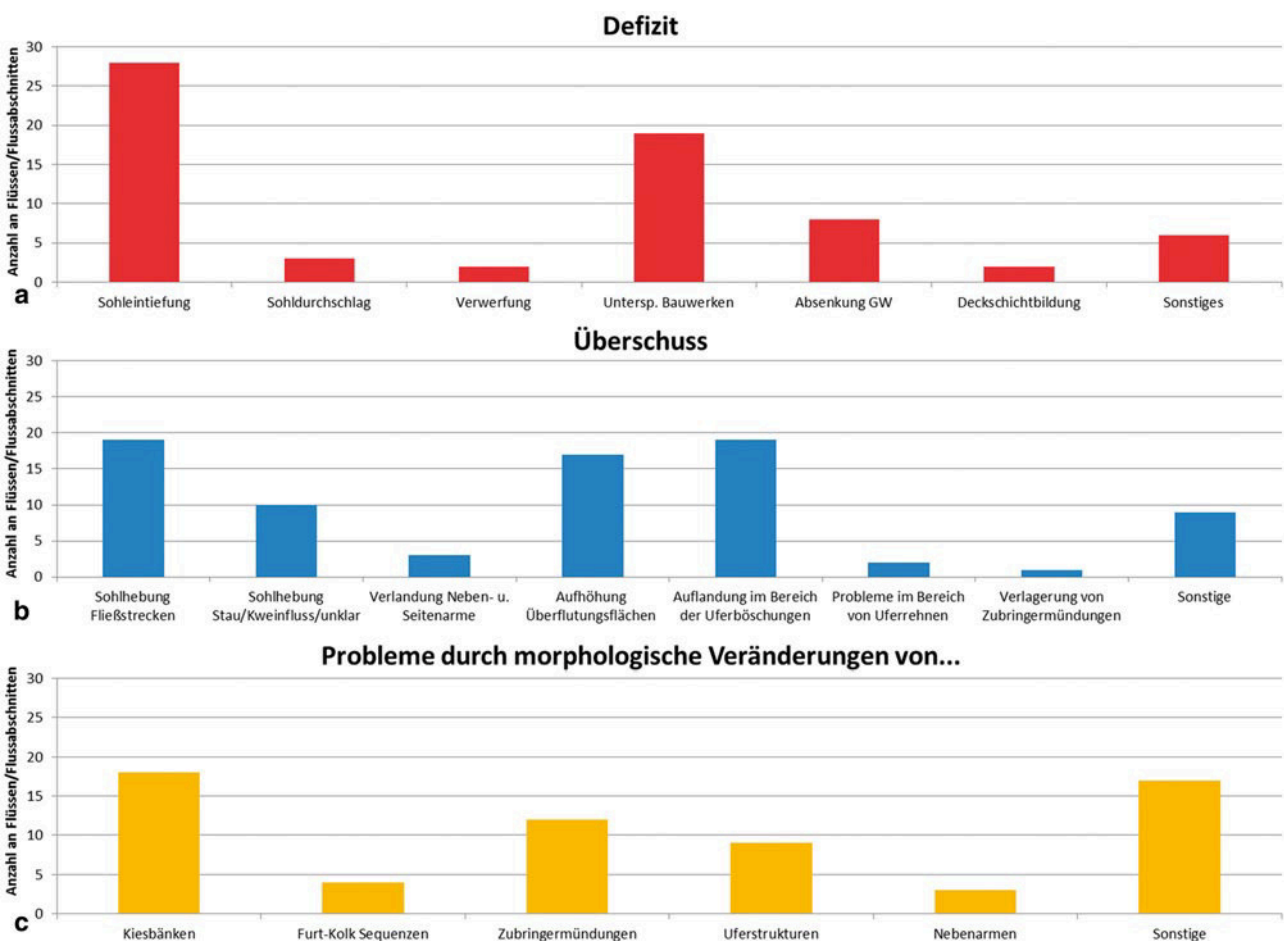 Defizit
Anzahl an Flüssen/Flussabschnitten
30
25
20
15
10
5
0
a
Sohleintiefung Sohldurchschlag Verwerfung Untersp. Bauwerken Absenkung GW Deckschichtbildung Sonstiges
Überschuss
Anzahl an Flüssen/Flussabschnitten
30
25
20
15
10
5
0
b
Sohlhebung Sohlhebung Verlandung Neben- u. Aufhöhung Auflandung im Bereich Probleme im Bereich Verlagerung von Sonstige
Fließstrecken Stau/Kweinfluss/unklar Seitenarme Überflutungsflächen der Uferböschungen von Uferrehnen Zubringermündungen
Probleme durch morphologische Veränderungen von...
Anzahl an Flüssen/Flussabschnitten
30
25
20
15
10
5
0
c
Kiesbänken Furt-Kolk Sequenzen Zubringermündungen Uferstrukturen Nebenarmen Sonstige